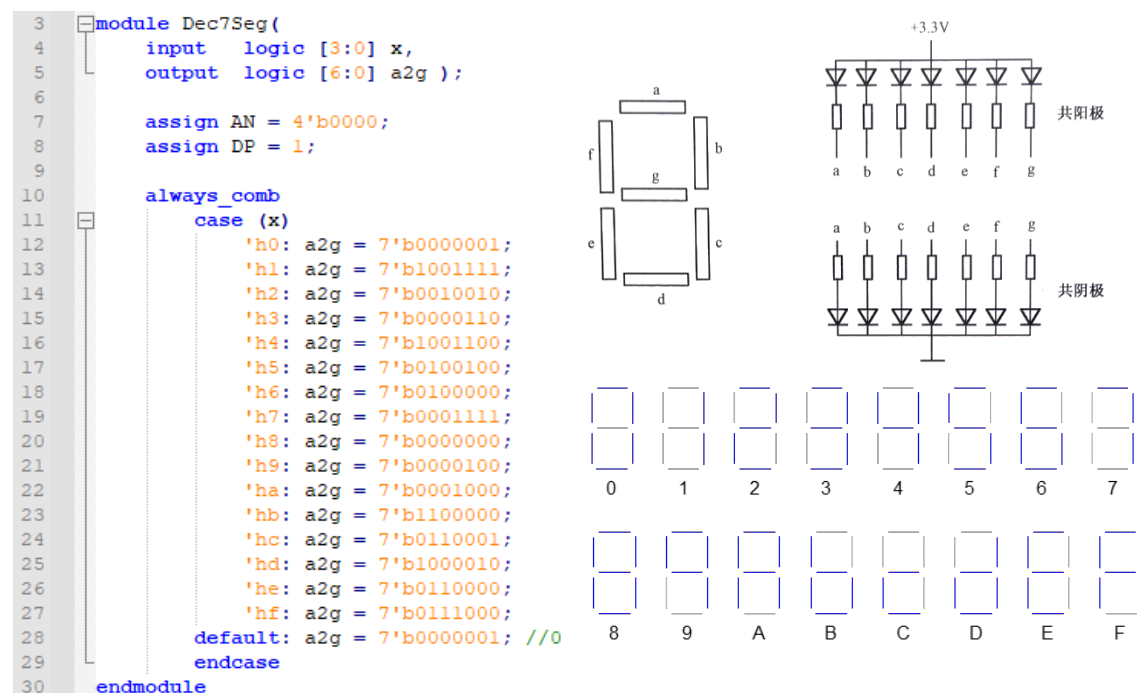 3 module Dec7Seg(
4 input logic [3:0] x,
5 output logic [6:0] a2g );
6
7 assign AN = 4'b0000;
8 assign DP = 1;
9
10 always_comb
11 case (x)
12 'h0: a2g = 7'b0000001;
13 'h1: a2g = 7'b1001111;
14 'h2: a2g = 7'b0010010;
15 'h3: a2g = 7'b0000110;
16 'h4: a2g = 7'b1001100;
17 'h5: a2g = 7'b0100100;
18 'h6: a2g = 7'b0100000;
19 'h7: a2g = 7'b0001111;
20 'h8: a2g = 7'b0000000;
21 'h9: a2g = 7'b0000100;
22 'ha: a2g = 7'b0001000;
23 'hb: a2g = 7'b1100000;
24 'hc: a2g = 7'b0110001;
25 'hd: a2g = 7'b1000010;
26 'he: a2g = 7'b0110000;
27 'hf: a2g = 7'b0111000;
28 default: a2g = 7'b0000001; //0
29 endcase
30 endmodule
a
f
b
g
e
c
d
+3.3V
共阳极
a b c d e f g
a b c d e f g
共阴极
0 1 2 3 4 5 6 7
8 9 A B C D E F